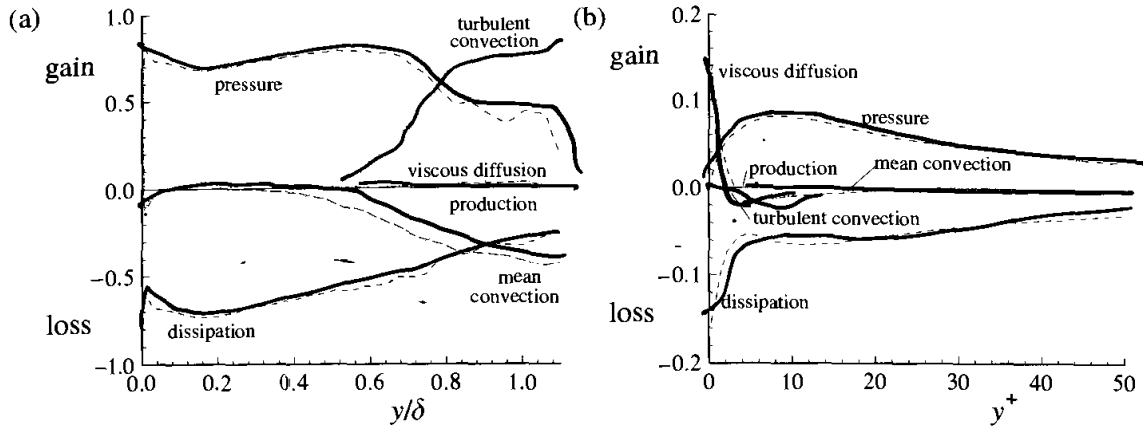 (a)
gain
loss
1.0
0.5
0.0
−0.5
−1.0
turbulent
convection
pressure
viscous diffusion
production
mean
convection
dissipation
0.0
0.2
0.4
0.6
0.8
1.0
y/δ
(b)
gain
loss
0.2
0.1
0.0
−0.1
−0.2
viscous diffusion
pressure
production
mean convection
turbulent convection
dissipation
0
10
20
30
40
50
y+